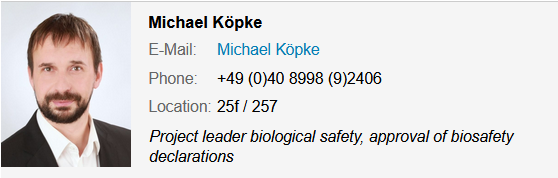 Michael Köpke
E-Mail: Michael Köpke
Phone: +49 (0)40 8998 (9)2406
Location: 25f / 257
Project leader biological safety, approval of biosafety
declarations